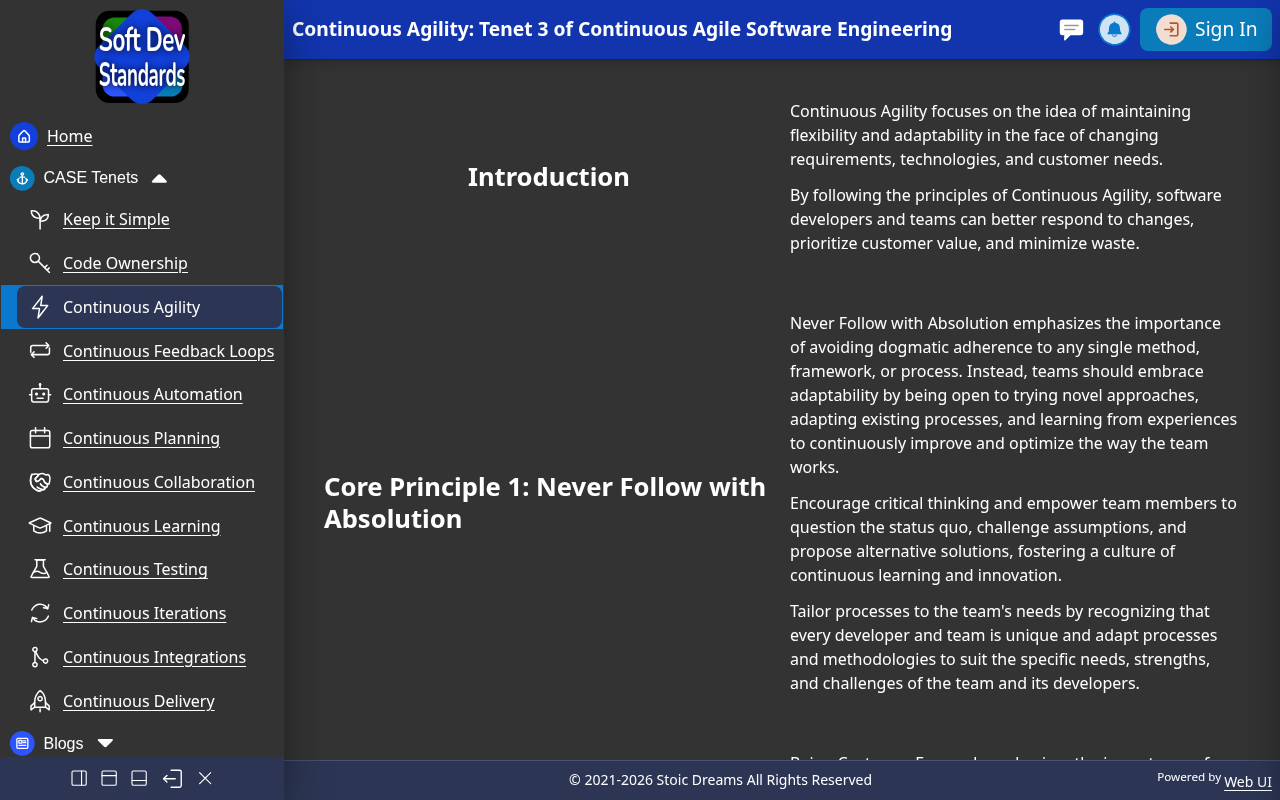 Soft Dev
Standards
Home
CASE Tenets
Keep it Simple
Code Ownership
Continuous Agility
Continuous Feedback Loops
Continuous Automation
Continuous Planning
Continuous Collaboration
Continuous Learning
Continuous Testing
Continuous Iterations
Continuous Integrations
Continuous Delivery
Blogs
Continuous Agility: Tenet 3 of Continuous Agile Software Engineering
Sign In
Introduction
Continuous Agility focuses on the idea of maintaining
flexibility and adaptability in the face of changing
requirements, technologies, and customer needs.
By following the principles of Continuous Agility, software
developers and teams can better respond to changes,
prioritize customer value, and minimize waste.
Core Principle 1: Never Follow with
Absolution
Never Follow with Absolution emphasizes the importance
of avoiding dogmatic adherence to any single method,
framework, or process. Instead, teams should embrace
adaptability by being open to trying novel approaches,
adapting existing processes, and learning from experiences
to continuously improve and optimize the way the team
works.
Encourage critical thinking and empower team members to
question the status quo, challenge assumptions, and
propose alternative solutions, fostering a culture of
continuous learning and innovation.
Tailor processes to the team's needs by recognizing that
every developer and team is unique and adapt processes
and methodologies to suit the specific needs, strengths,
and challenges of the team and its developers.
© 2021-2026 Stoic Dreams All Rights Reserved
Powered by
Web UI